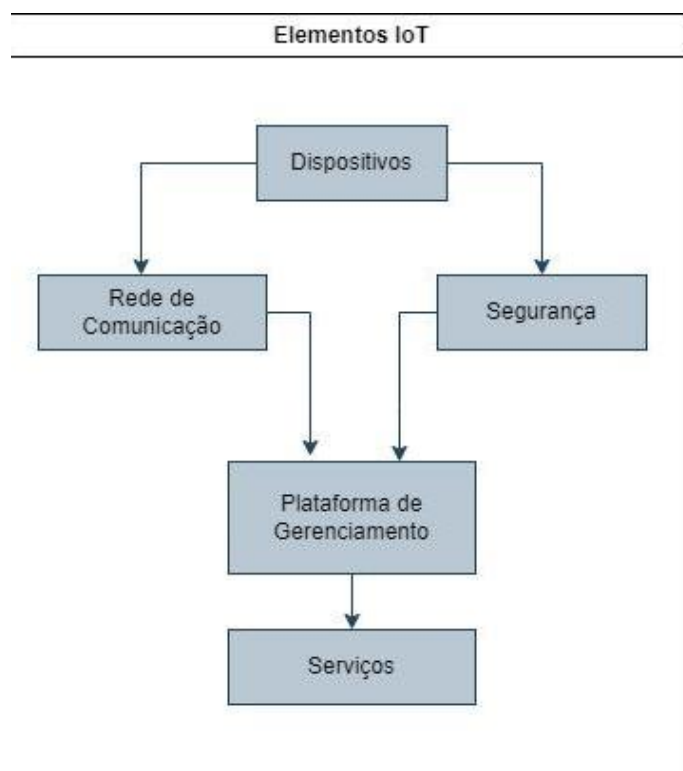 Elementos IoT
Dispositivos
Rede de
Comunicação
Segurança
Plataforma de
Gerenciamento
Serviços